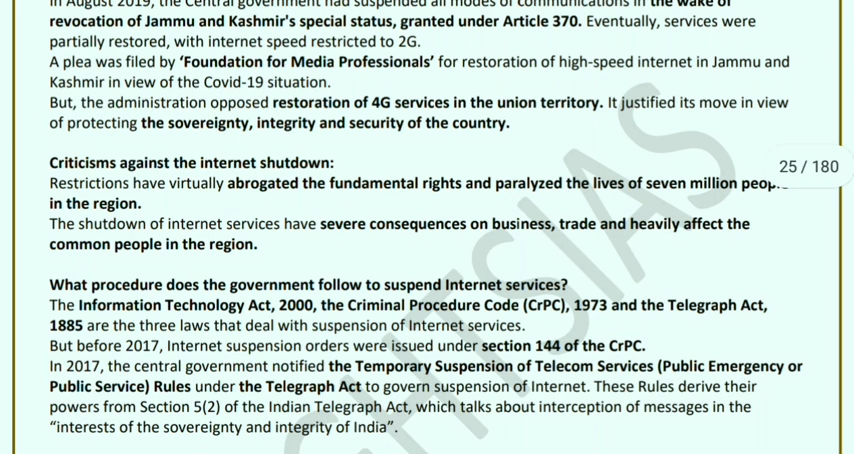 In August 2019, the Central government had suspended all modes of communications in the wake of
revocation of Jammu and Kashmir's special status, granted under Article 370. Eventually, services were
partially restored, with internet speed restricted to 2G.
A plea was filed by ‘Foundation for Media Professionals’ for restoration of high-speed internet in Jammu and
Kashmir in view of the Covid-19 situation.
But, the administration opposed restoration of 4G services in the union territory. It justified its move in view
of protecting the sovereignty, integrity and security of the country.
Criticisms against the internet shutdown:
25 / 180
Restrictions have virtually abrogated the fundamental rights and paralyzed the lives of seven million
in the region.
The shutdown of internet services have severe consequences on business, trade and heavily affect the
common people in the region.
What procedure does the government follow to suspend Internet services?
The Information Technology Act, 2000, the Criminal Procedure Code (CrPC), 1973 and the Telegraph Act,
1885 are the three laws that deal with suspension of Internet services.
But before 2017, Internet suspension orders were issued under section 144 of the CrPC.
In 2017, the central government notified the Temporary Suspension of Telecom Services (Public Emergency or
Public Service) Rules under the Telegraph Act to govern suspension of Internet. These Rules derive their
powers from Section 5(2) of the Indian Telegraph Act, which talks about interception of messages in the
“interests of the sovereignty and integrity of India”.
HTSIAS